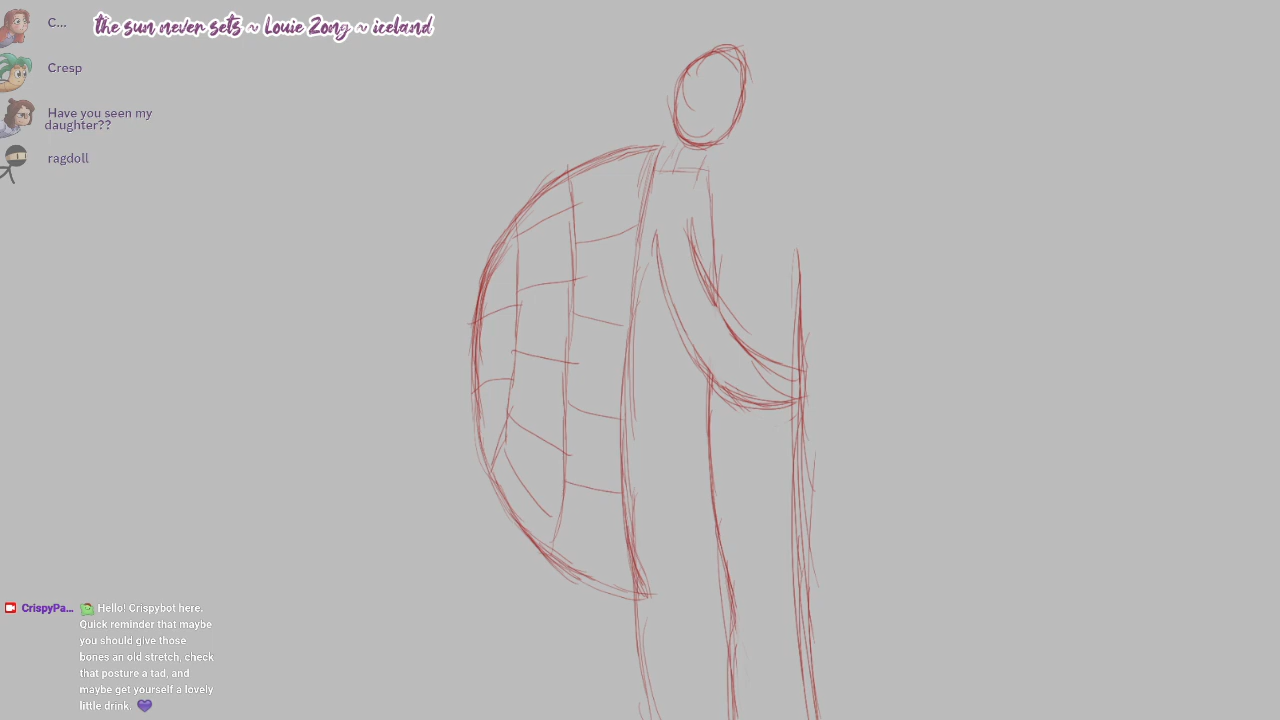 C...
the sun never sets ~ Louie Zong ~ iceland
Cresp
Have you seen my
daughter??
ragdoll
CrispyPa... Hello! Crispybot here.
Quick reminder that maybe
you should give those
bones an old stretch, check
that posture a tad, and
maybe get yourself a lovely
little drink.